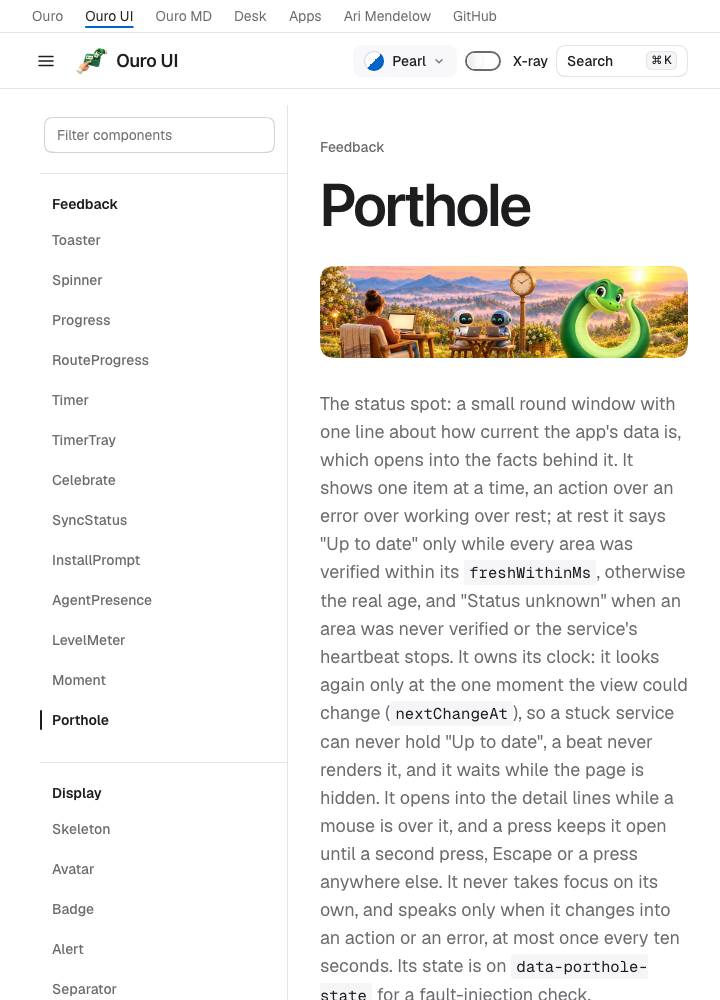 Ouro Ouro UI Ouro MD Desk Apps Ari Mendelow GitHub
Ouro UI Pearl X-ray Search ⌘ K
Filter components
Feedback
Toaster
Spinner
Progress
RouteProgress
Timer
TimerTray
Celebrate
SyncStatus
InstallPrompt
AgentPresence
LevelMeter
Moment
Porthole
Display
Skeleton
Avatar
Badge
Alert
Separator
Feedback
Porthole
The status spot: a small round window with
one line about how current the app's data is,
which opens into the facts behind it. It
shows one item at a time, an action over an
error over working over rest; at rest it says
"Up to date" only while every area was
verified within its freshWithinMs, otherwise
the real age, and "Status unknown" when an
area was never verified or the service's
heartbeat stops. It owns its clock: it looks
again only at the one moment the view could
change (nextChangeAt), so a stuck service
can never hold "Up to date", a beat never
renders it, and it waits while the page is
hidden. It opens into the detail lines while a
mouse is over it, and a press keeps it open
until a second press, Escape or a press
anywhere else. It never takes focus on its
own, and speaks only when it changes into
an action or an error, at most once every ten
seconds. Its state is on data-porthole-
state for a fault-injection check.